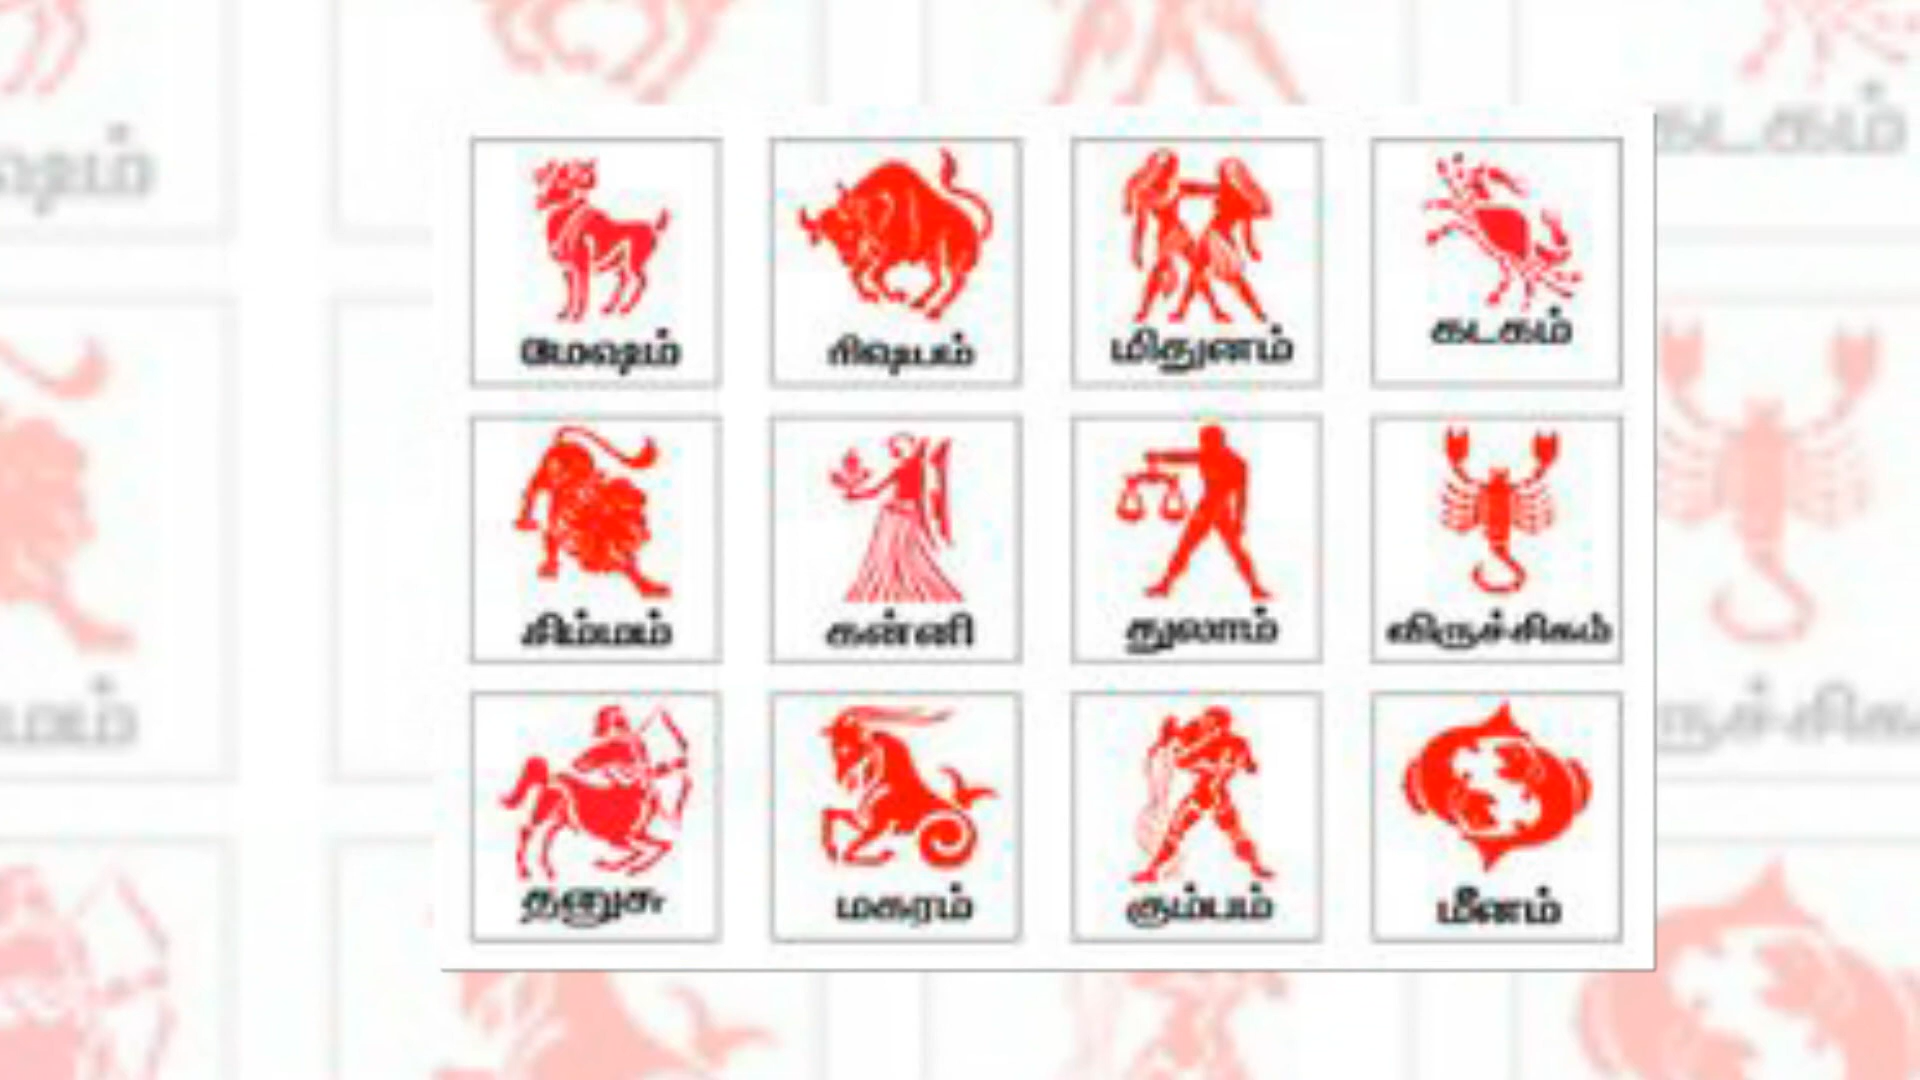 மேஷம்
ரிஷபம்
மிதுனம்
கடகம்
சிம்மம்
கன்னி
துலாம்
விருச்சிகம்
தனுசு
மகரம்
கும்பம்
மீனம்